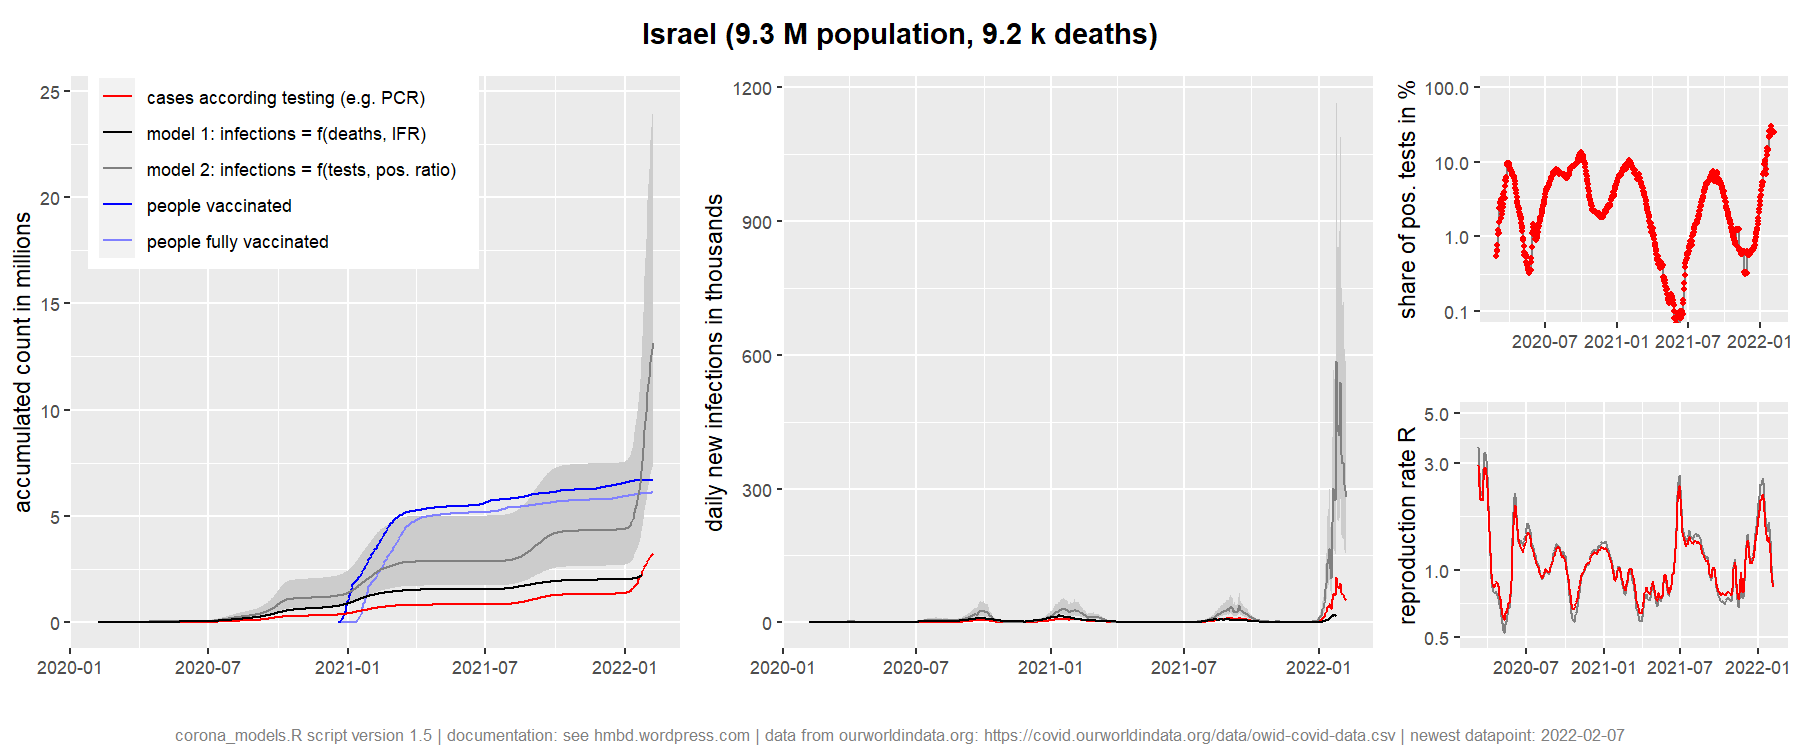 Israel (9.3 M population, 9.2 k deaths)
accumulated count in millions
25
20
15
10
5
0
2020-01 2020-07 2021-01 2021-07 2022-01
cases according testing (e.g. PCR)
model 1: infections = f(deaths, IFR)
model 2: infections = f(tests, pos. ratio)
people vaccinated
people fully vaccinated
daily new infections in thousands
1200
900
600
300
0
2020-01 2020-07 2021-01 2021-07 2022-01
share of pos. tests in %
100.0
10.0
1.0
0.1
2020-07 2021-01 2021-07 2022-01
reproduction rate R
5.0
3.0
1.0
0.5
2020-07 2021-01 2021-07 2022-01
corona_models.R script version 1.5 | documentation: see hmbd.wordpress.com | data from ourworldindata.org: https://covid.ourworldindata.org/data/owid-covid-data.csv | newest datapoint: 2022-02-07